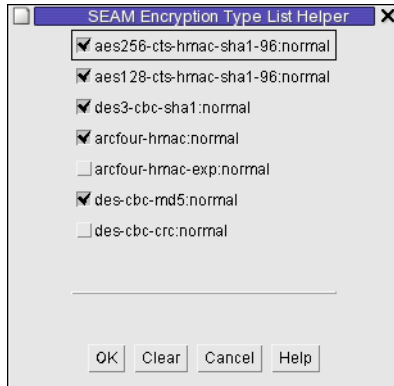 SEAM Encryption Type List Helper
aes256-cts-hmac-sha1-96:normal
aes128-cts-hmac-sha1-96:normal
des3-cbc-sha1:normal
arcfour-hmac:normal
arcfour-hmac-exp:normal
des-cbc-md5:normal
des-cbc-crc:normal
OK Clear Cancel Help